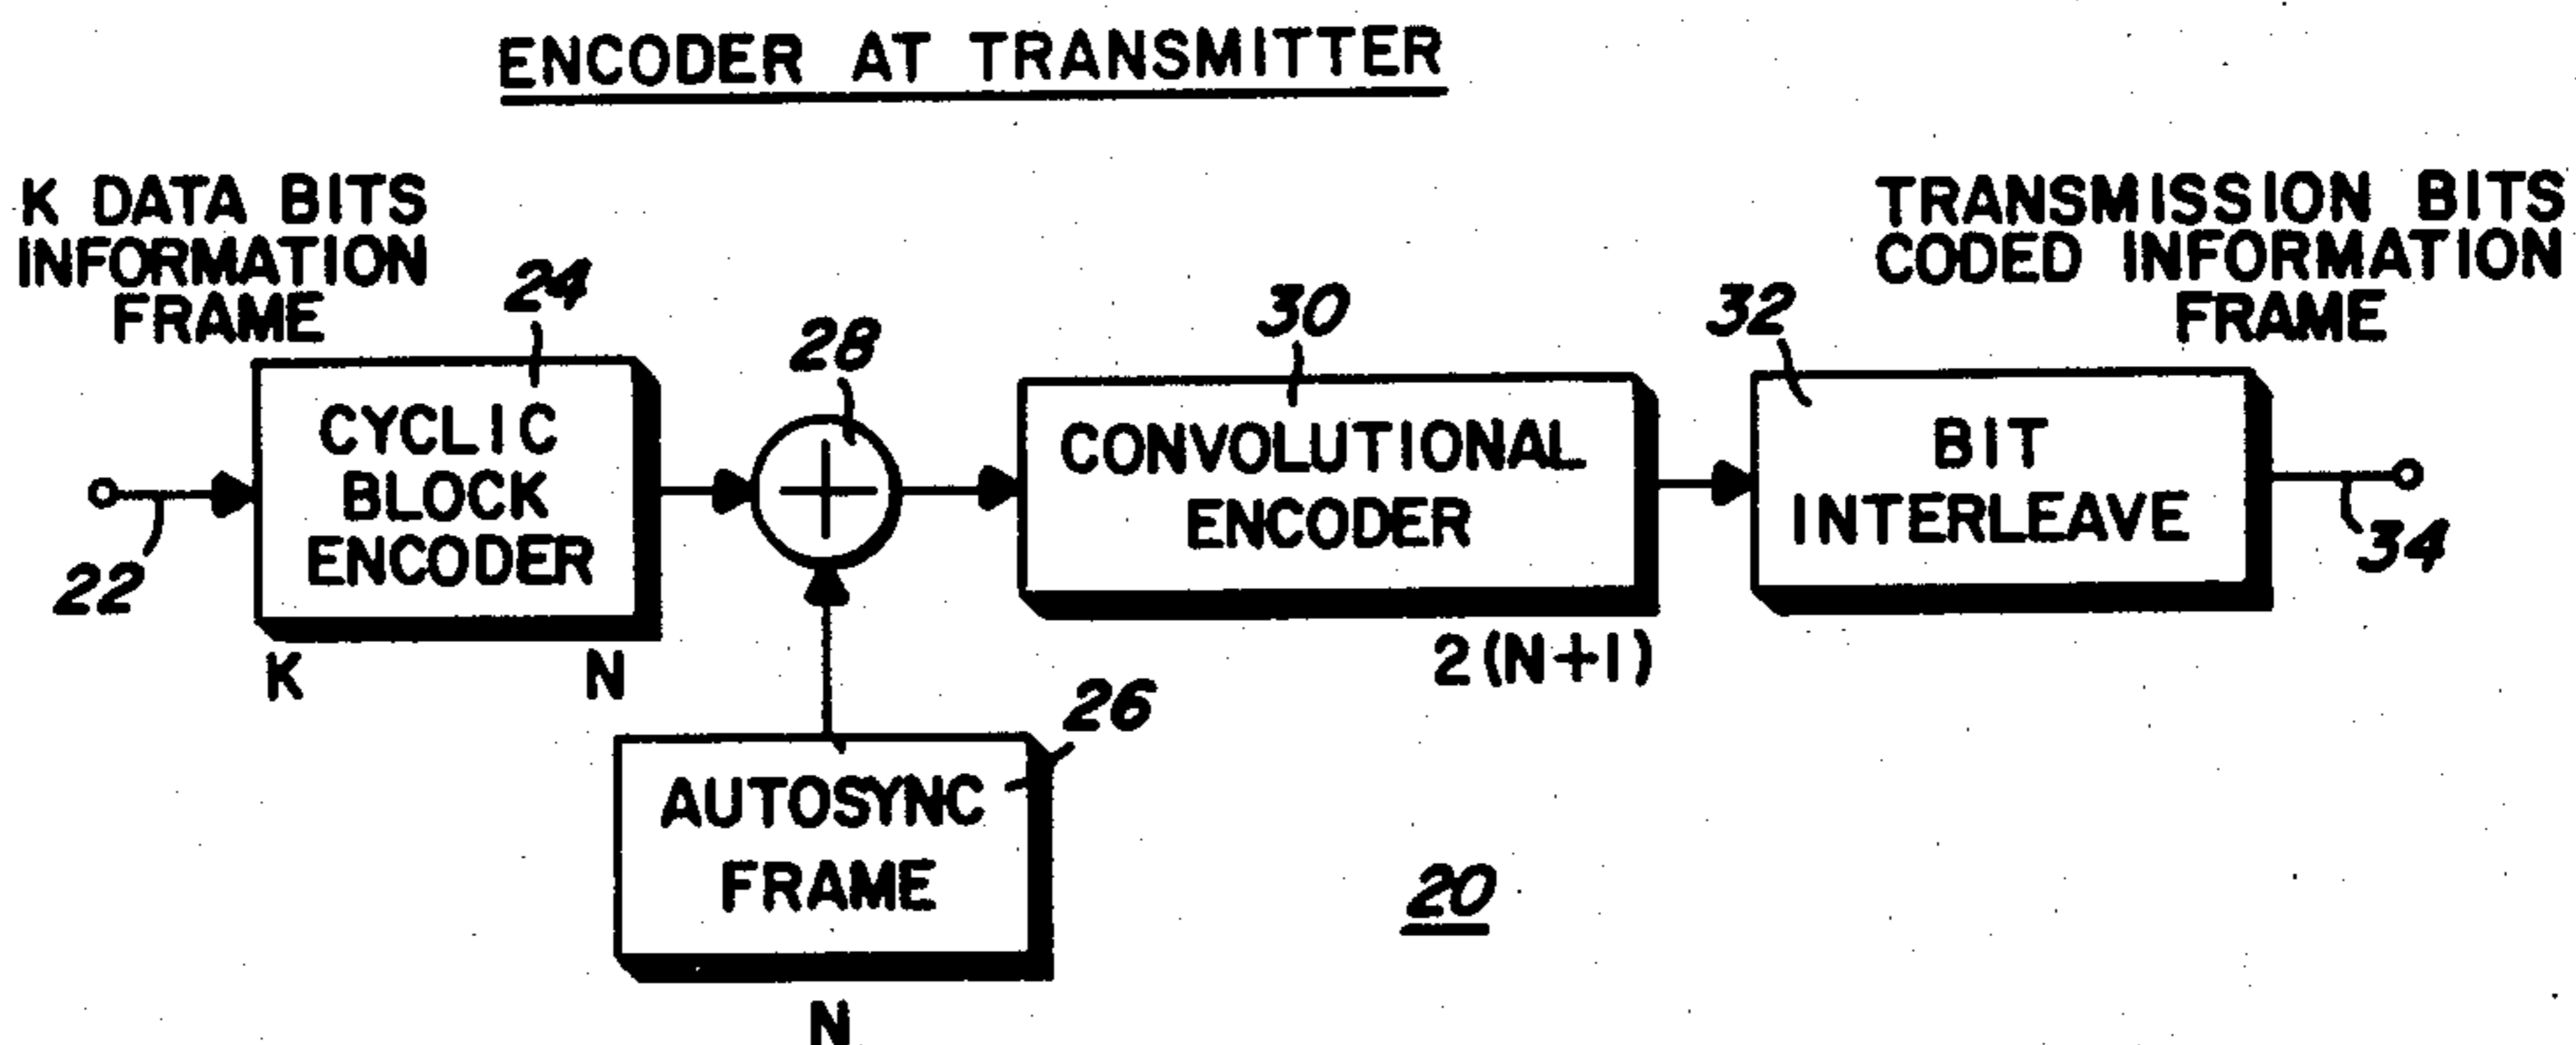 ENCODER AT TRANSMITTER
K DATA BITS
INFORMATION
FRAME
TRANSMISSION BITS
CODED INFORMATION
FRAME
24
28
30
32
CYCLIC
BLOCK
ENCODER
CONVOLUTIONAL
ENCODER
BIT
INTERLEAVE
22
34
K
N
2(N+1)
26
AUTOSYNC
FRAME
20
N